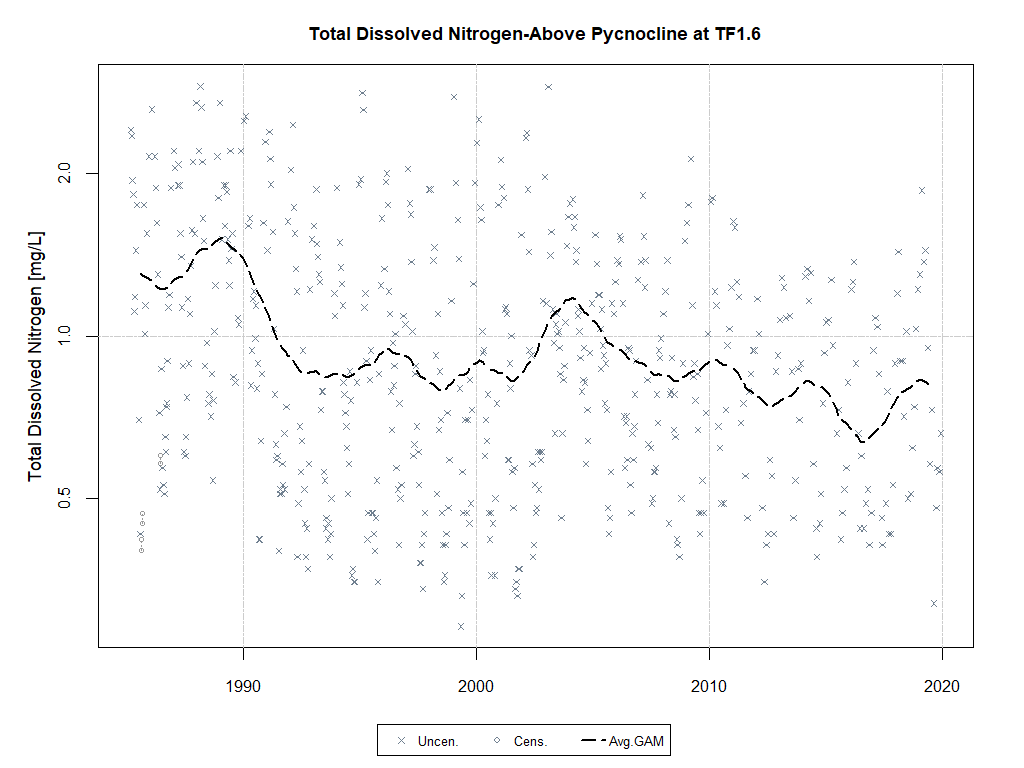 Total Dissolved Nitrogen-Above Pycnocline at TF1.6
Total Dissolved Nitrogen [mg/L]
2.0
1.0
0.5
1990 2000 2010 2020
Uncen. Cens. Avg.GAM